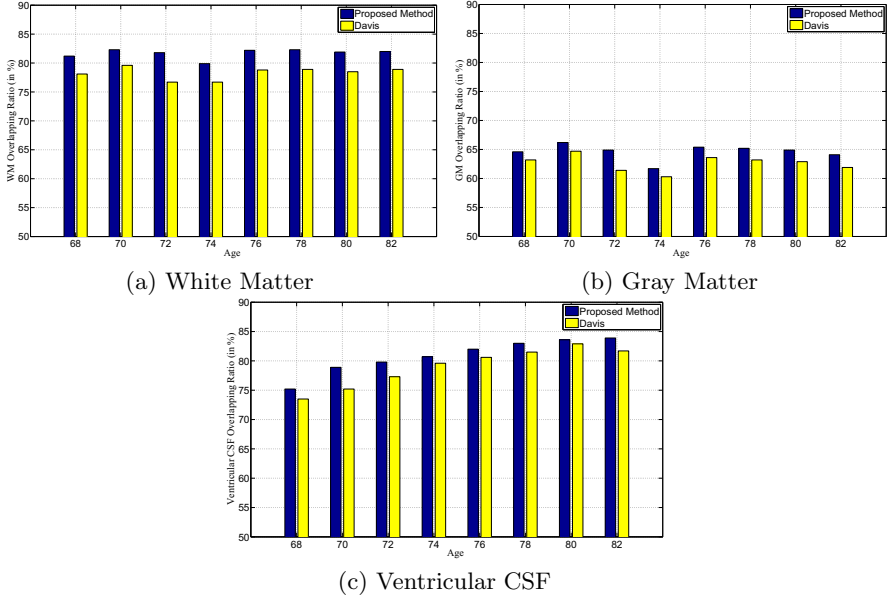 90
85
80
75
70
65
60
55
50
WM Overlapping Ratio (in %)
Proposed Method
Davis
68 70 72 74 76 78 80 82
Age
(a) White Matter
90
85
80
75
70
65
60
55
50
GM Overlapping Ratio (in %)
Proposed Method
Davis
68 70 72 74 76 78 80 82
Age
(b) Gray Matter
90
85
80
75
70
65
60
55
50
Ventricular CSF Overlapping Ratio (in %)
Proposed Method
Davis
68 70 72 74 76 78 80 82
Age
(c) Ventricular CSF